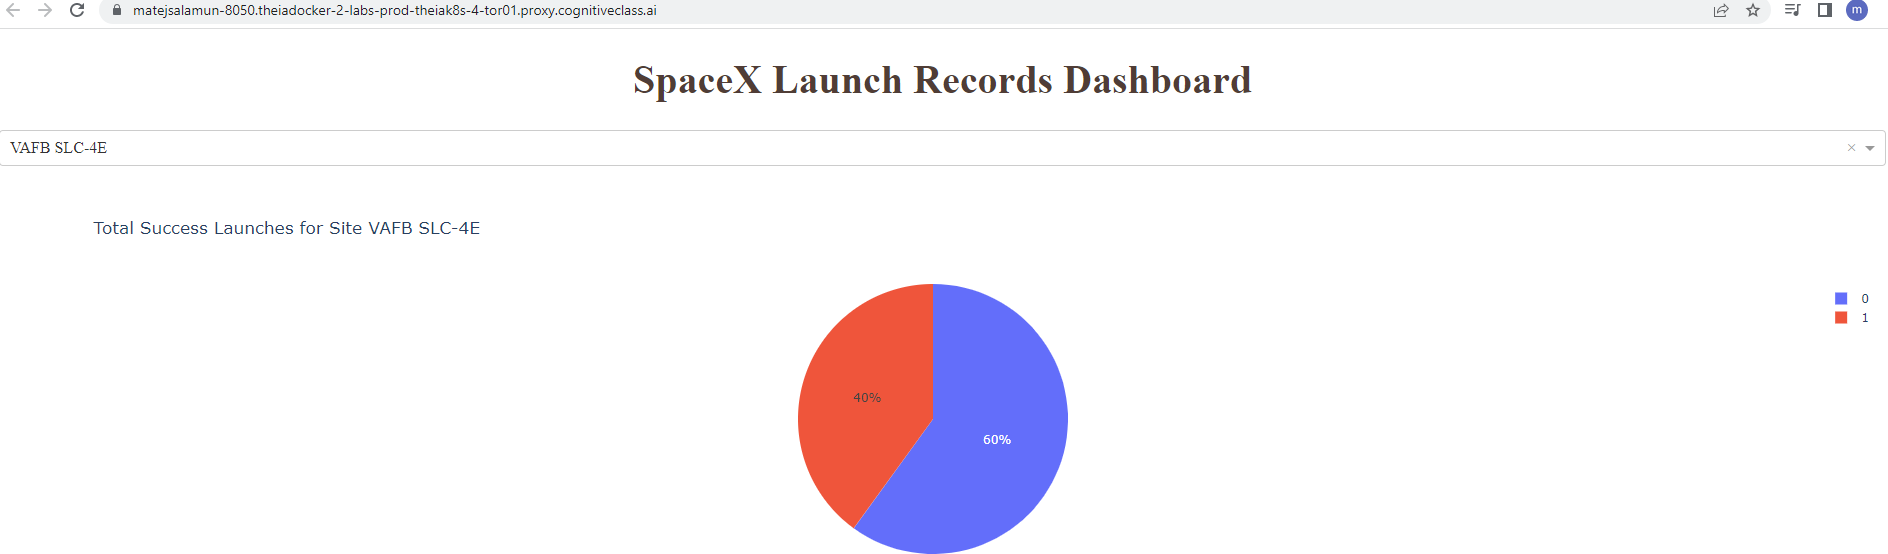 matejsalamun-8050.theiadocker-2-labs-prod-theiak8s-4-tor01.proxy.cognitiveclass.ai
m
SpaceX Launch Records Dashboard
VAFB SLC-4E
Total Success Launches for Site VAFB SLC-4E
0
1
40%
60%